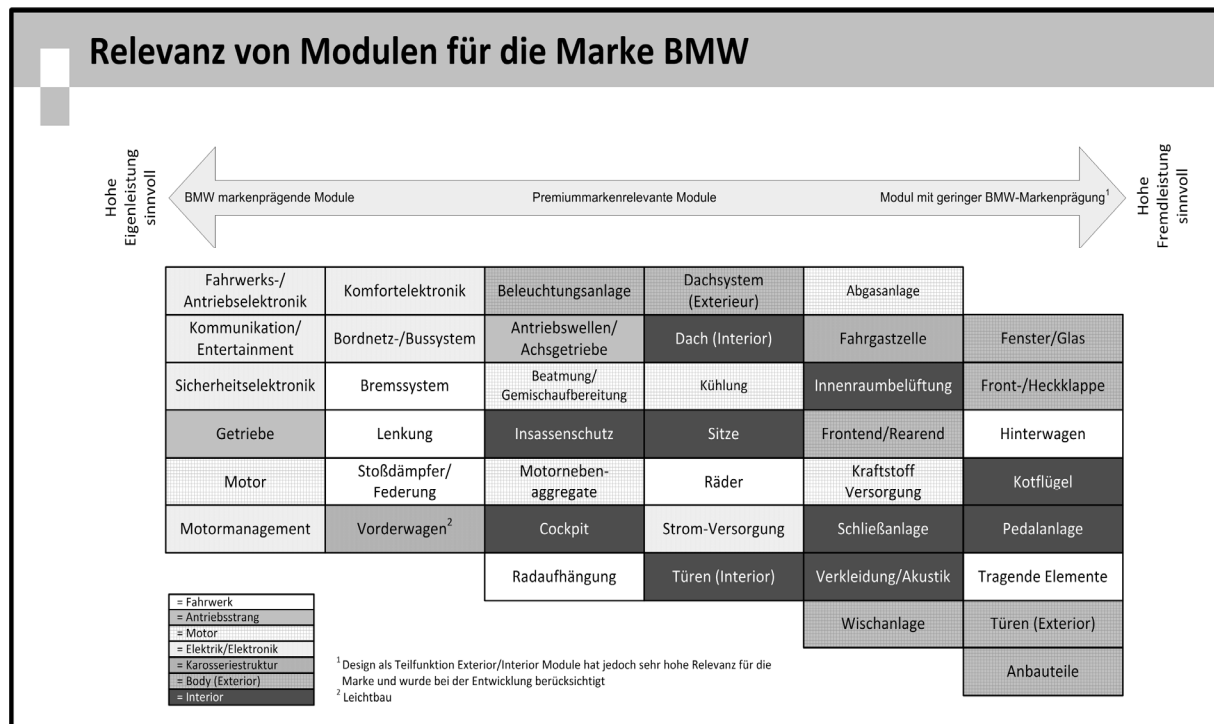 Relevanz von Modulen für die Marke BMW
Hohe
Eigenleistung
sinnvoll
BMW markenprägende Module
Premiummarkenrelevante Module
Modul mit geringer BMW-Markenprägung¹
Hohe
Fremdleistung
sinnvoll
Fahrwerks-/
Antriebselektronik
Komfortelektronik
Beleuchtungsanlage
Dachsystem
(Exterieur)
Abgasanlage
Kommunikation/
Entertainment
Bordnetz-/Bussystem
Antriebswellen/
Achsgetriebe
Dach (Interior)
Fahrgastzelle
Fenster/Glas
Sicherheitselektronik
Bremssystem
Beatmung/
Gemischaufbereitung
Kühlung
Innenraumbelüftung
Front-/Heckklappe
Getriebe
Lenkung
Insassenschutz
Sitze
Frontend/Rearend
Hinterwagen
Motor
Stoßdämpfer/
Federung
Motorneben-
aggregate
Räder
Kraftstoff
Versorgung
Kotflügel
Motormanagement
Vorderwagen²
Cockpit
Strom-Versorgung
Schließanlage
Pedalanlage
Radaufhängung
Türen (Interior)
Verkleidung/Akustik
Tragende Elemente
Wischanlage
Türen (Exterior)
Anbauteile
= Fahrwerk
= Antriebsstrang
= Motor
= Elektrik/Elektronik
= Karosseriestruktur
= Body (Exterior)
= Interior
¹ Design als Teilfunktion Exterior/Interior Module hat jedoch sehr hohe Relevanz für die
Marke und wurde bei der Entwicklung berücksichtigt
² Leichtbau